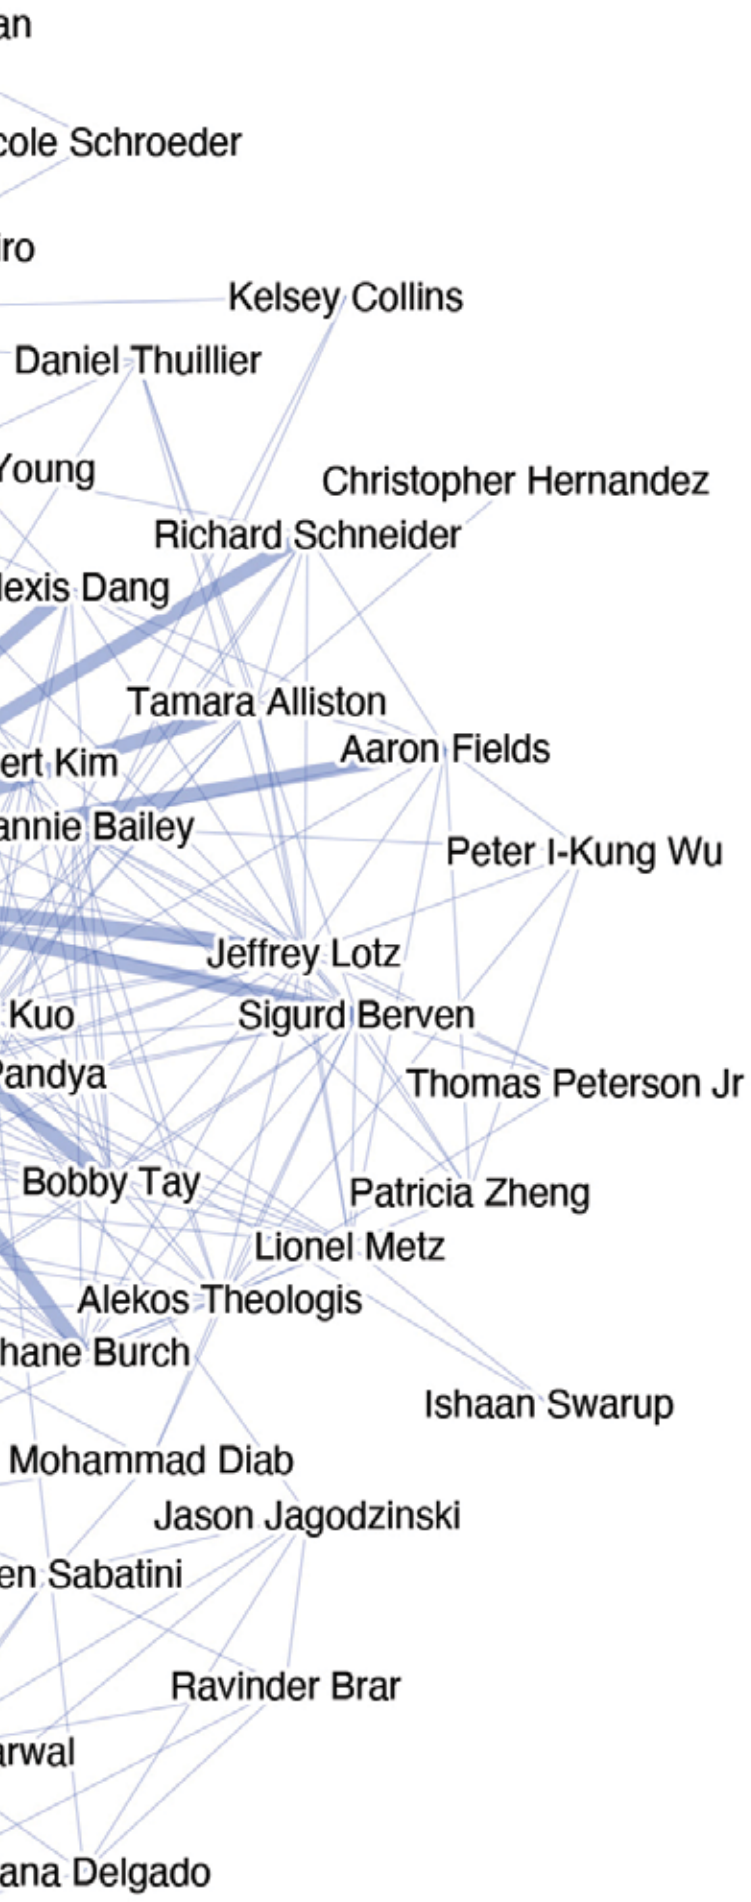 an
cole Schroeder
iro
Kelsey Collins
Daniel Thuillier
Young
Christopher Hernandez
Richard Schneider
lexis Dang
Tamara Alliston
Aaron Fields
ert Kim
annie Bailey
Peter I-Kung Wu
Jeffrey Lotz
Kuo
Sigurd Berven
Pandya
Thomas Peterson Jr
Bobby Tay
Patricia Zheng
Lionel Metz
Alekos Theologis
hane Burch
Ishaan Swarup
Mohammad Diab
Jason Jagodzinski
en Sabatini
Ravinder Brar
arwal
ana Delgado